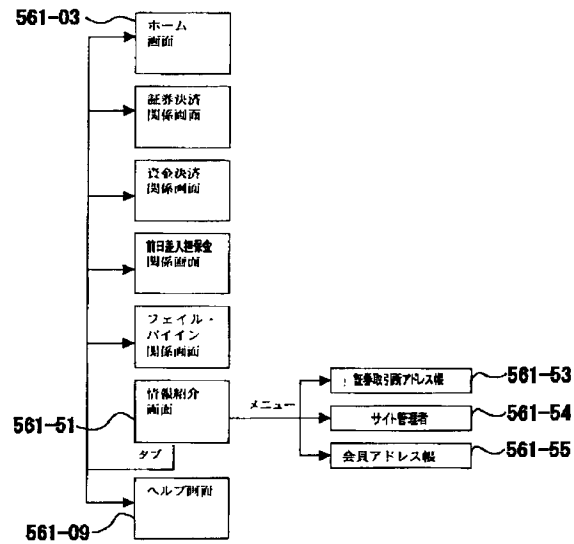 561-03
ホーム
画面
証券決済
関係画面
資金決済
関係画面
前日差入担保金
関係画面
フェイル・
バイイン
関係画面
情報紹介
画面
561-51
タブ
メニュー
証券取引所アドレス帳
561-53
サイト管理者
561-54
会員アドレス帳
561-55
ヘルプ画面
561-09